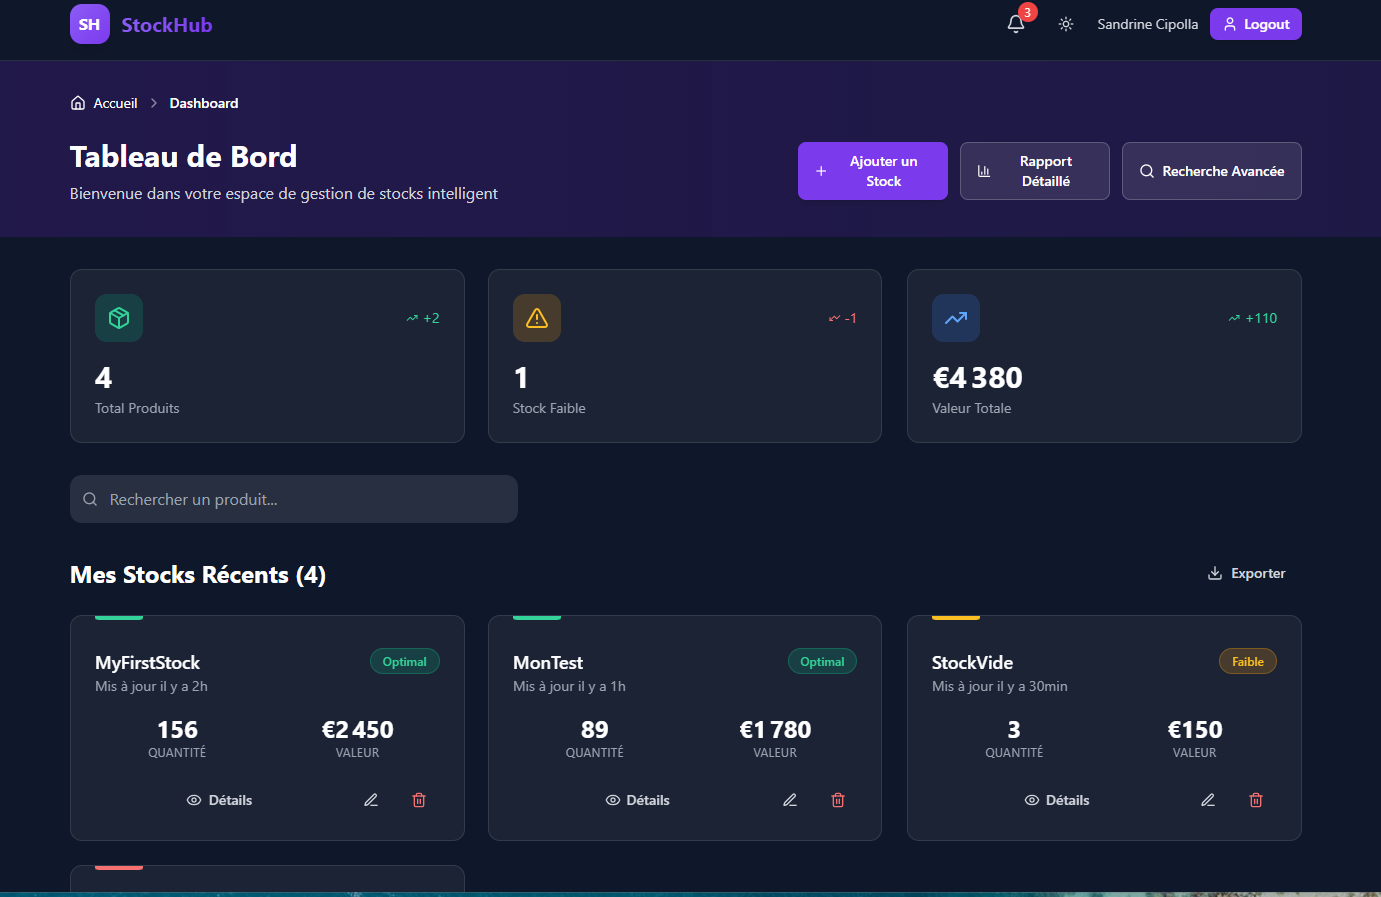 SH StockHub
3
Sandrine Cipolla
Logout
Accueil > Dashboard
Tableau de Bord
Bienvenue dans votre espace de gestion de stocks intelligent
+ Ajouter un
Stock
Rapport
Détaillé
Recherche Avancée
+2
4
Total Produits
-1
1
Stock Faible
+110
€4 380
Valeur Totale
Rechercher un produit...
Mes Stocks Récents (4)
Exporter
MyFirstStock
Optimal
Mis à jour il y a 2h
156
QUANTITÉ
€2 450
VALEUR
Détails
MonTest
Optimal
Mis à jour il y a 1h
89
QUANTITÉ
€1 780
VALEUR
Détails
StockVide
Faible
Mis à jour il y a 30min
3
QUANTITÉ
€150
VALEUR
Détails